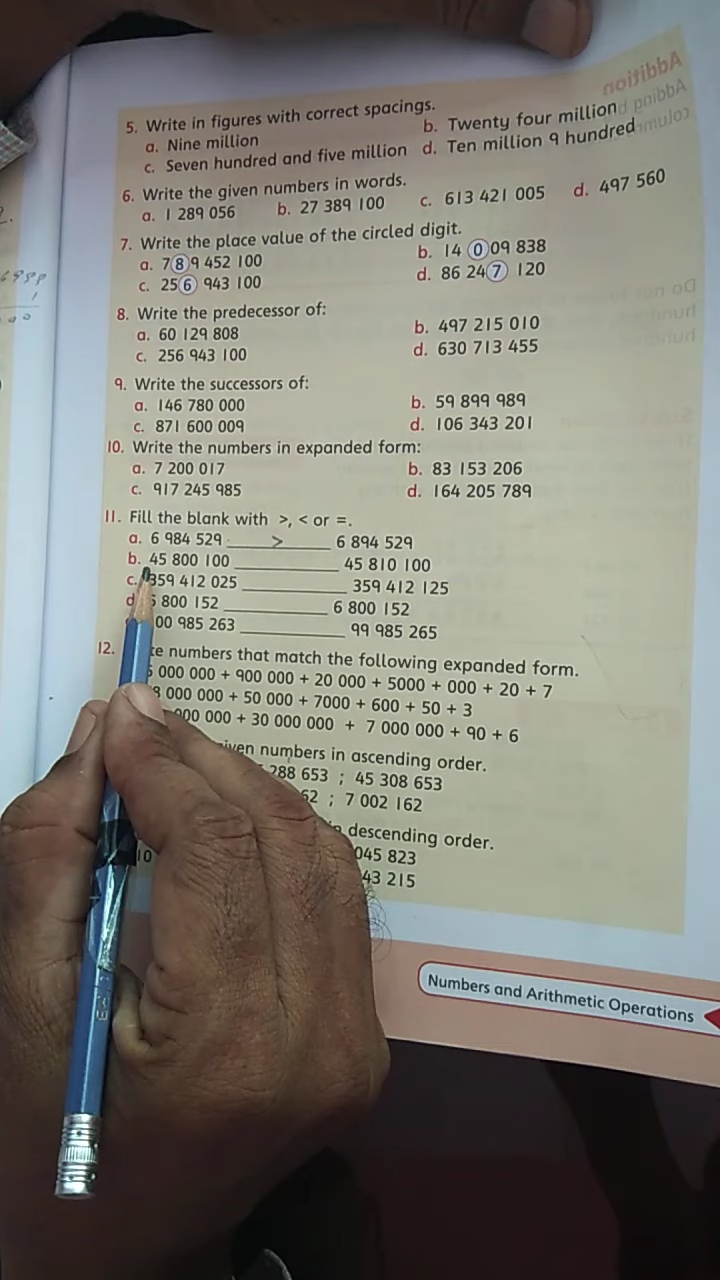 5. Write in figures with correct spacings.
a. Nine million b. Twenty four million
c. Seven hundred and five million d. Ten million 9 hundred
6. Write the given numbers in words.
a. 1 289 056 b. 27 389 100 c. 613 421 005 d. 497 560
7. Write the place value of the circled digit.
a. 789 452 100 b. 14 009 838
c. 256 943 100 d. 86 247 120
8. Write the predecessor of:
a. 60 129 808 b. 497 215 010
c. 256 943 100 d. 630 713 455
9. Write the successors of:
a. 146 780 000 b. 59 899 989
c. 871 600 009 d. 106 343 201
10. Write the numbers in expanded form:
a. 7 200 017 b. 83 153 206
c. 917 245 985 d. 164 205 789
11. Fill the blank with >, < or =.
a. 6 984 529 > 6 894 529
b. 45 800 100 ________ 45 810 100
c. 359 412 025 ________ 359 412 125
d 800 152 ________ 6 800 152
00 985 263 ________ 99 985 265
12. numbers that match the following expanded form.
000 000 + 900 000 + 20 000 + 5000 + 000 + 20 + 7
000 000 + 50 000 + 7000 + 600 + 50 + 3
000 000 + 30 000 000 + 7 000 000 + 90 + 6
numbers in ascending order.
288 653 ; 45 308 653
62 ; 7 002 162
descending order.
10 045 823
43 215
Numbers and Arithmetic Operations
Addition